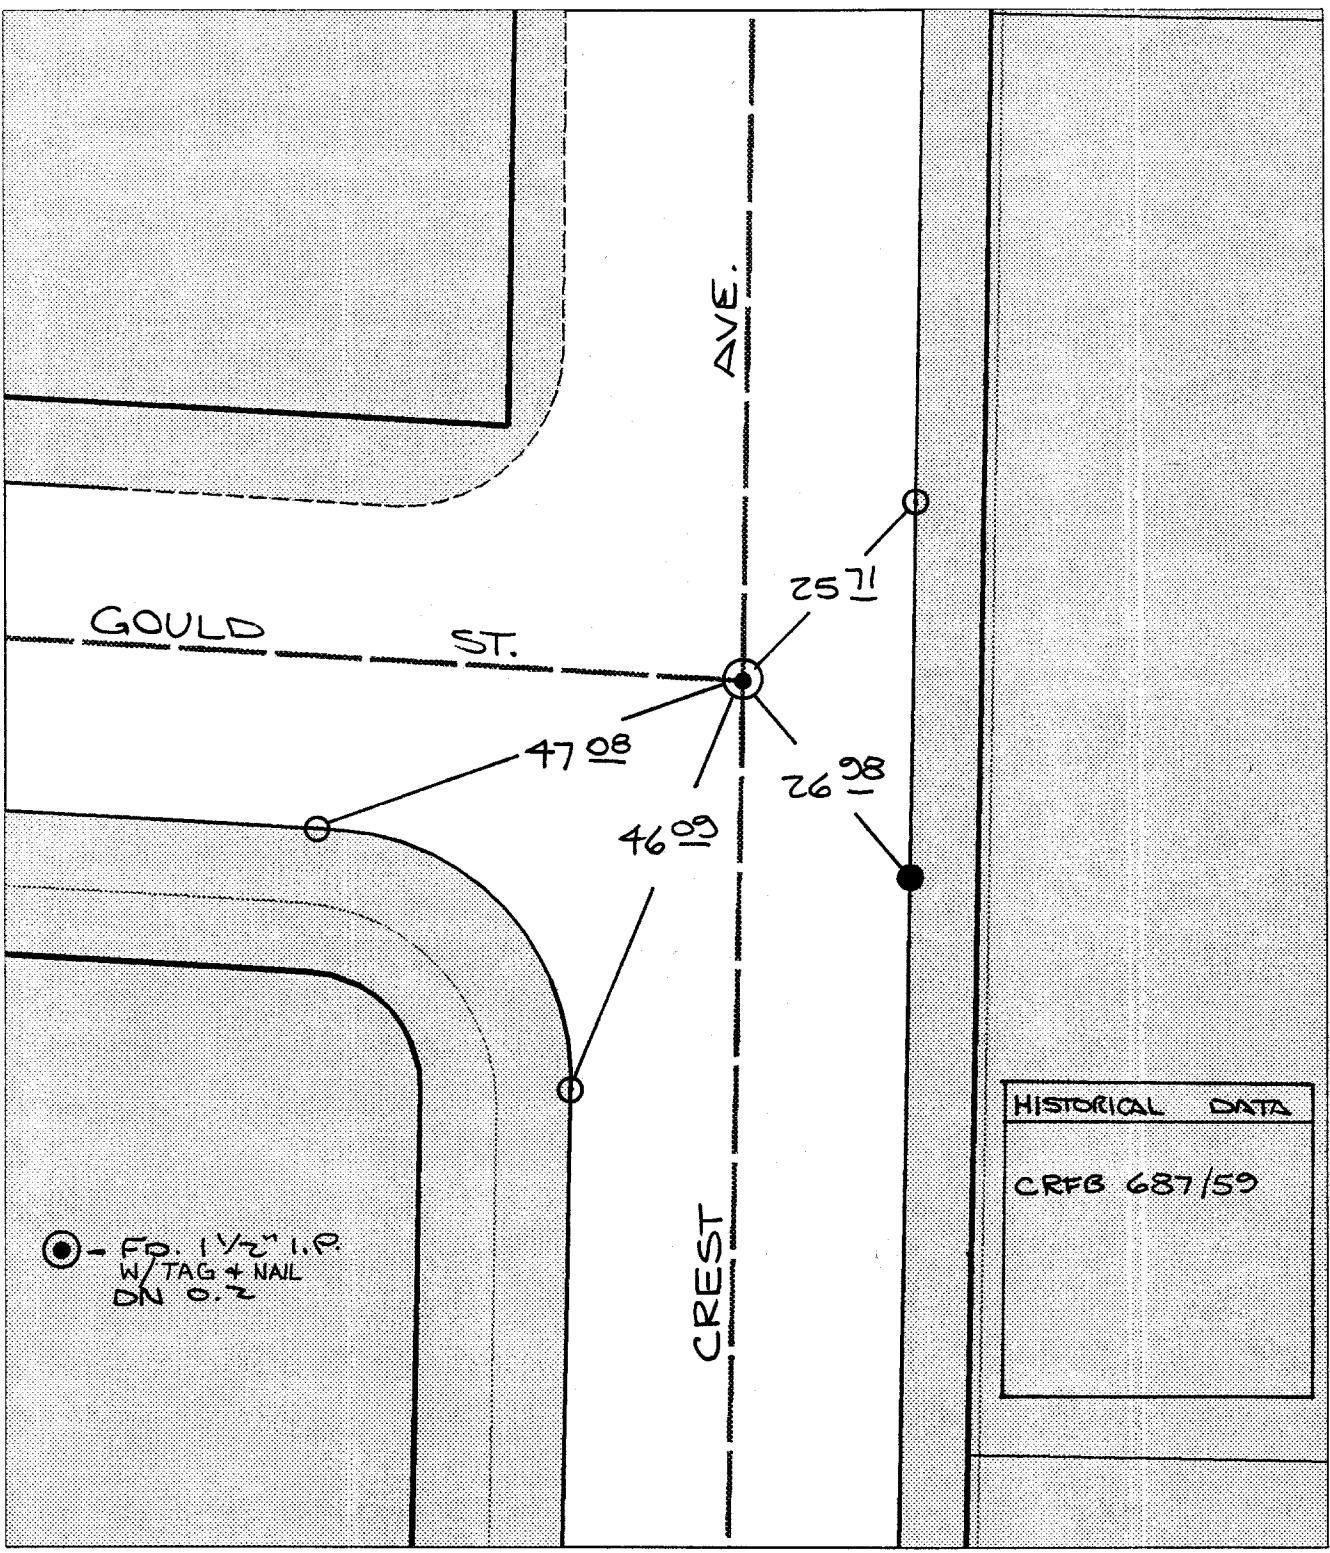 AVE.
25 71
GOULD ST.
47 08
26 98
46 09
HISTORICAL DATA
CRFB 687/59
CREST
- FD. 1 1/2" I.P.
W/ TAG + NAIL
DN 0.2